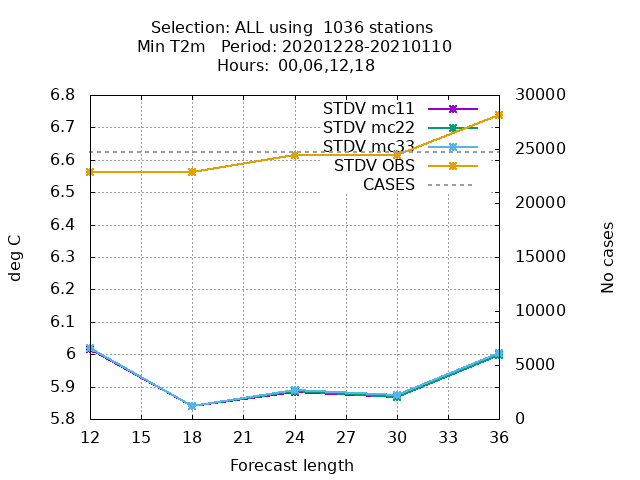 Selection: ALL using  1036 stations
Min T2m   Period: 20201228-20210110
Hours:  00,06,12,18
6.8
6.7
6.6
6.5
6.4
6.3
6.2
6.1
6
5.9
5.8
deg C
STDV mc11
STDV mc22
STDV mc33
STDV OBS
CASES
30000
25000
20000
15000
10000
5000
0
No cases
12 15 18 21 24 27 30 33 36
Forecast length